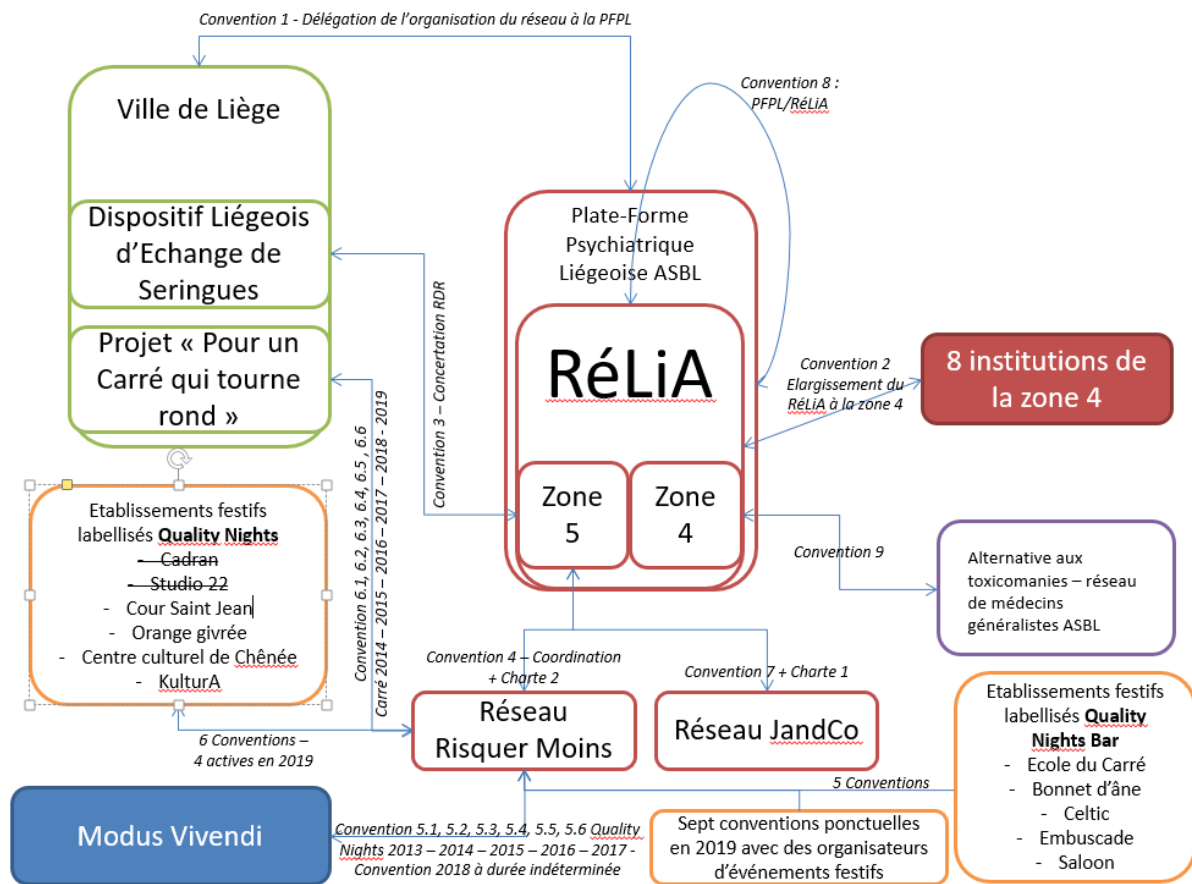 Convention 1 - Délégation de l'organisation du réseau à la PFPL
Ville de Liège
Dispositif Liégeois
d'Echange de
Seringues
Projet « Pour un
Carré qui tourne
rond »
Convention 8 :
PFPL/RéLiA
Plate-Forme
Psychiatrique
Liégeoise ASBL
RéLiA
Zone
5
Zone
4
Convention 2
Elargissement du
RéLiA à la zone 4
8 institutions de
la zone 4
Convention 3 – Concertation RDR
Convention 6.1, 6.2, 6.3, 6.4, 6.5 , 6.6
Carré 2014 – 2015 – 2016 – 2017 – 2018 - 2019
Etablissements festifs
labellisés Quality Nights
- Cadran
- Studio 22
- Cour Saint Jean
- Orange givrée
- Centre culturel de Chênée
- KulturA
Convention 9
Alternative aux
toxicomanies – réseau
de médecins
généralistes ASBL
Convention 4 – Coordination
+ Charte 2
Convention 7 + Charte 1
Réseau
Risquer Moins
Réseau JandCo
6 Conventions –
4 actives en 2019
Etablissements festifs
labellisés Quality
Nights Bar
- Ecole du Carré
- Bonnet d'âne
- Celtic
- Embuscade
- Saloon
5 Conventions
Modus Vivendi
Convention 5.1, 5.2, 5.3, 5.4, 5.5, 5.6 Quality
Nights 2013 – 2014 – 2015 – 2016 – 2017 -
Convention 2018 à durée indéterminée
Sept conventions ponctuelles
en 2019 avec des organisateurs
d'événements festifs